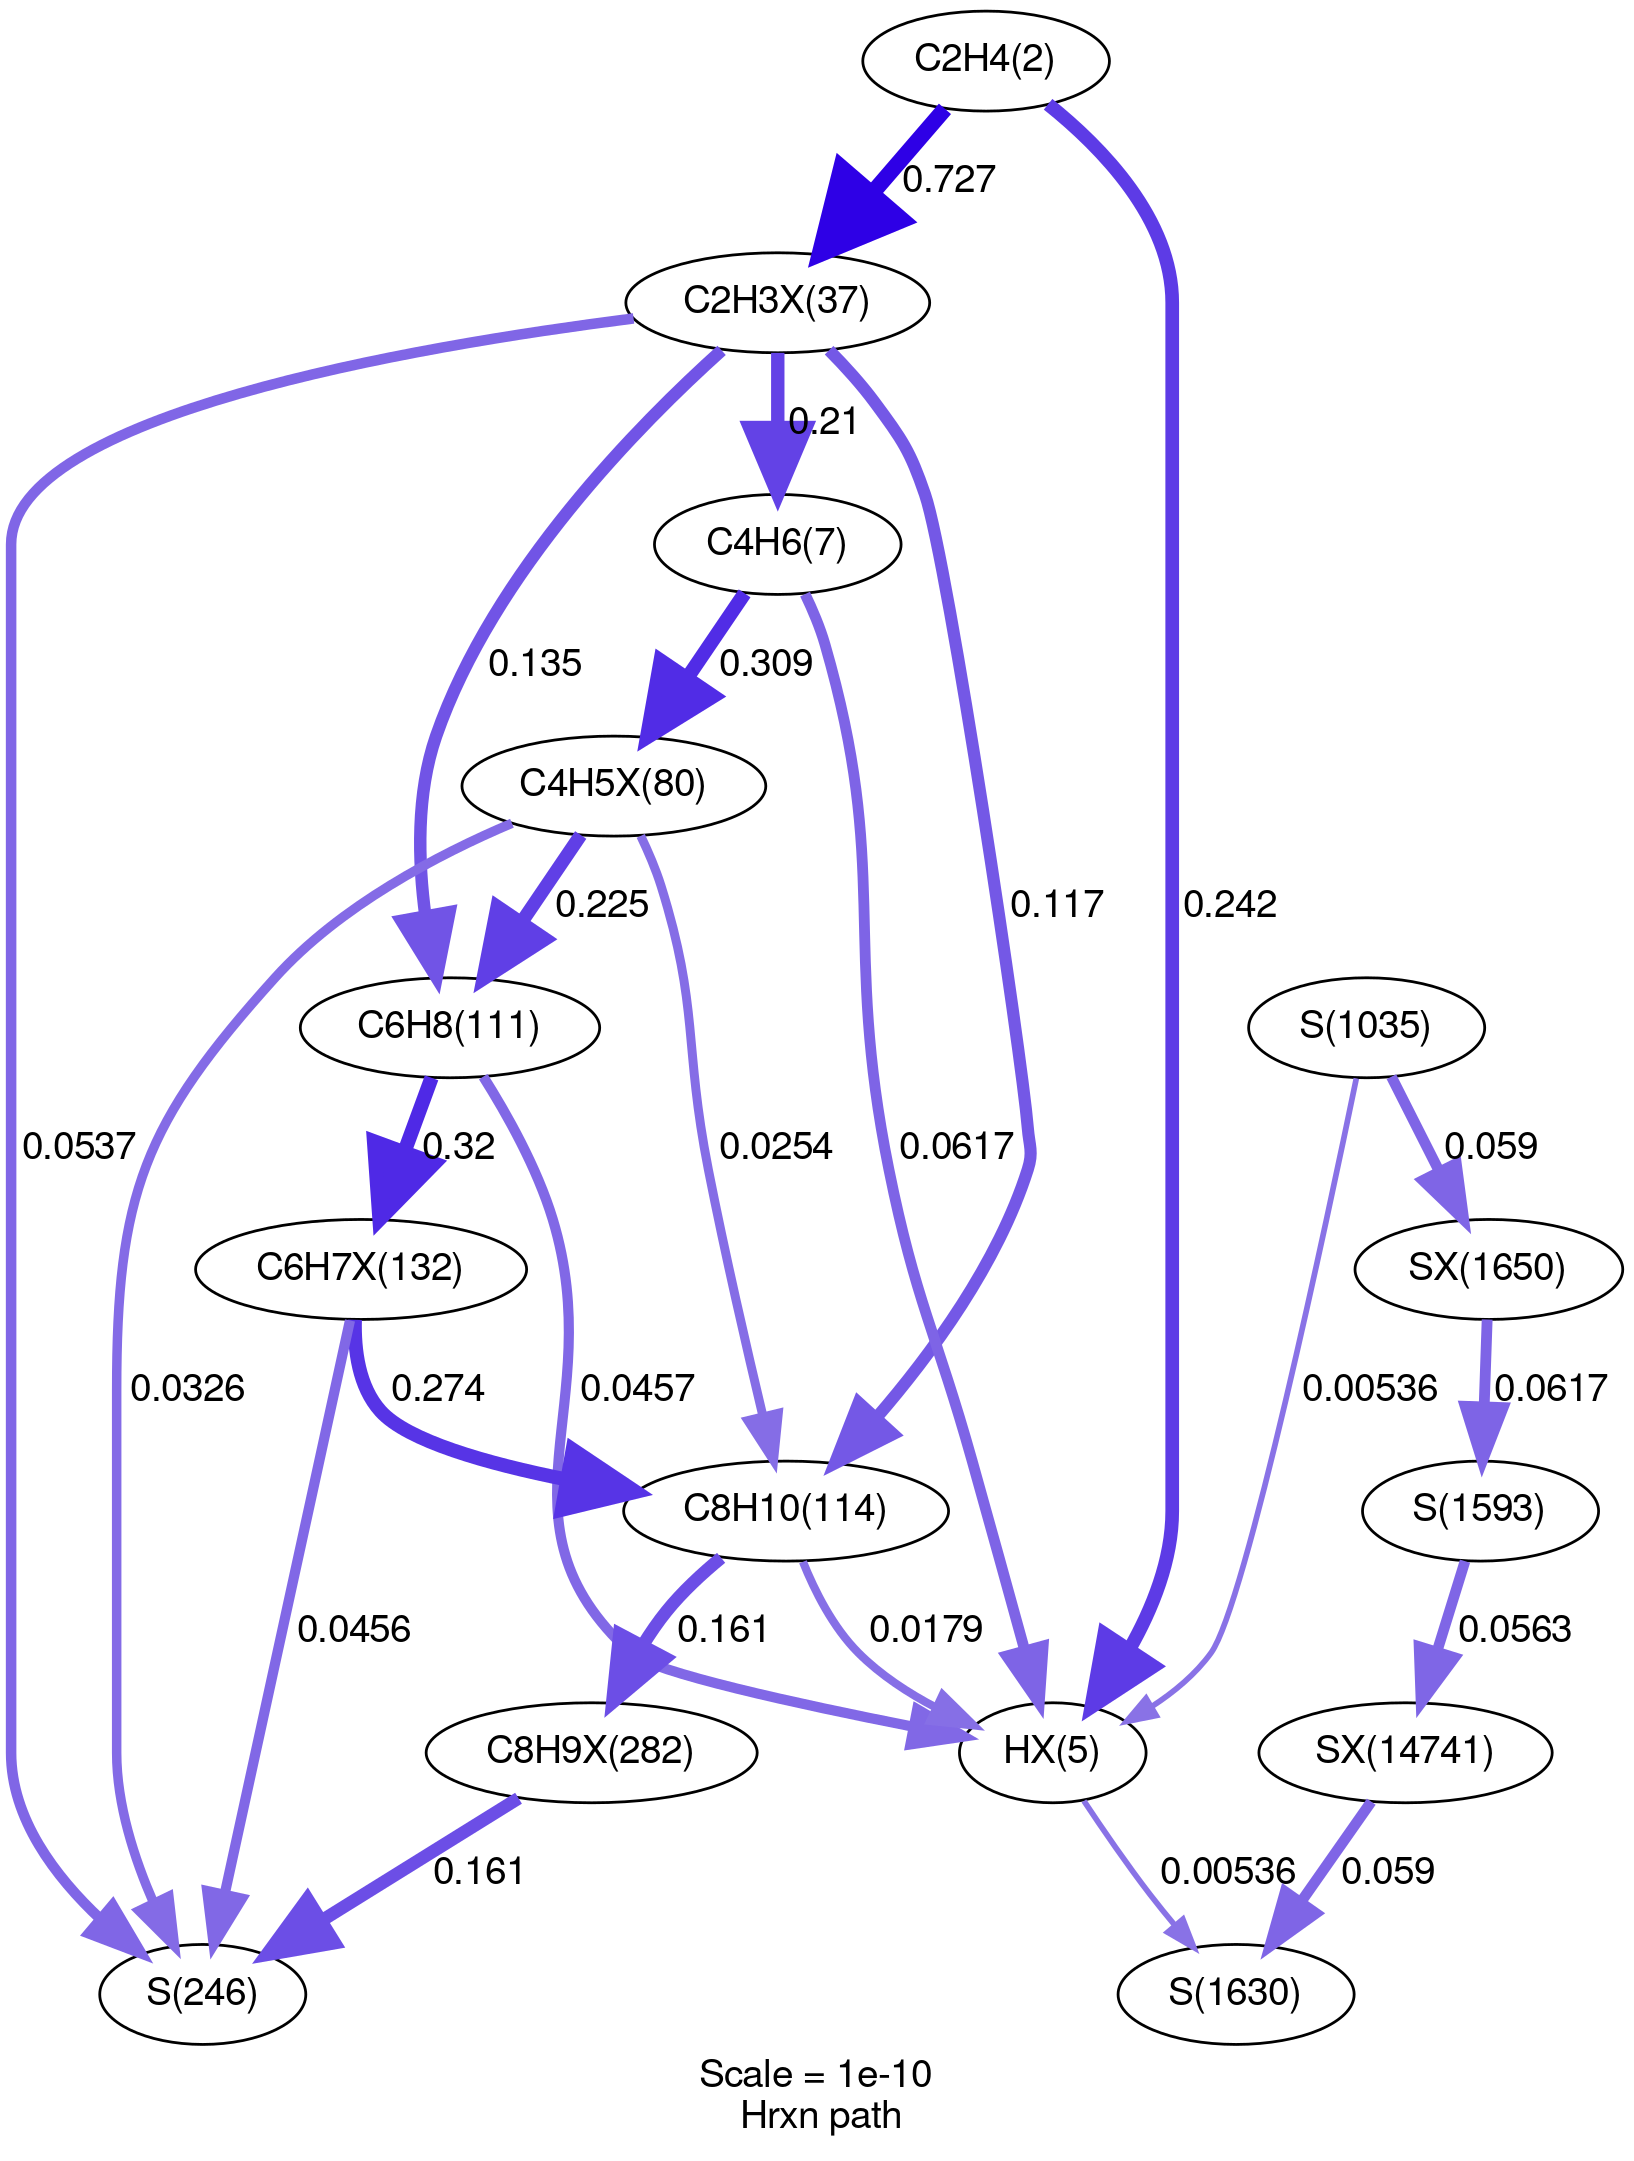 C2H4(2)
0.727
C2H3X(37)
0.21
C4H6(7)
0.135
0.309
C4H5X(80)
0.225
0.117
0.242
C6H8(111)
S(1035)
0.0537
0.32
0.0254
0.0617
0.059
C6H7X(132)
SX(1650)
0.0326
0.274
0.0457
0.00536
0.0617
C8H10(114)
S(1593)
0.0456
0.161
0.0179
0.0563
C8H9X(282)
HX(5)
SX(14741)
0.161
0.00536
0.059
S(246)
S(1630)
Scale = 1e-10
Hrxn path